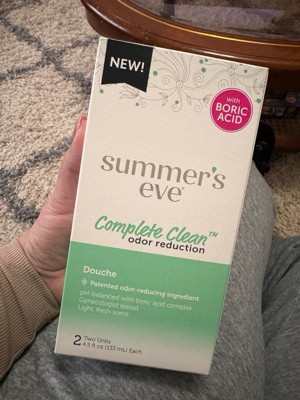 NEW!
with
BORIC
ACID
summer's
eve®
Complete Clean™
odor reduction
Douche
Patented odor-reducing ingredient
pH-balanced with boric acid complex
Gynecologist tested
Light, fresh scent
2 Two Units
4.5 fl oz (133 mL) Each